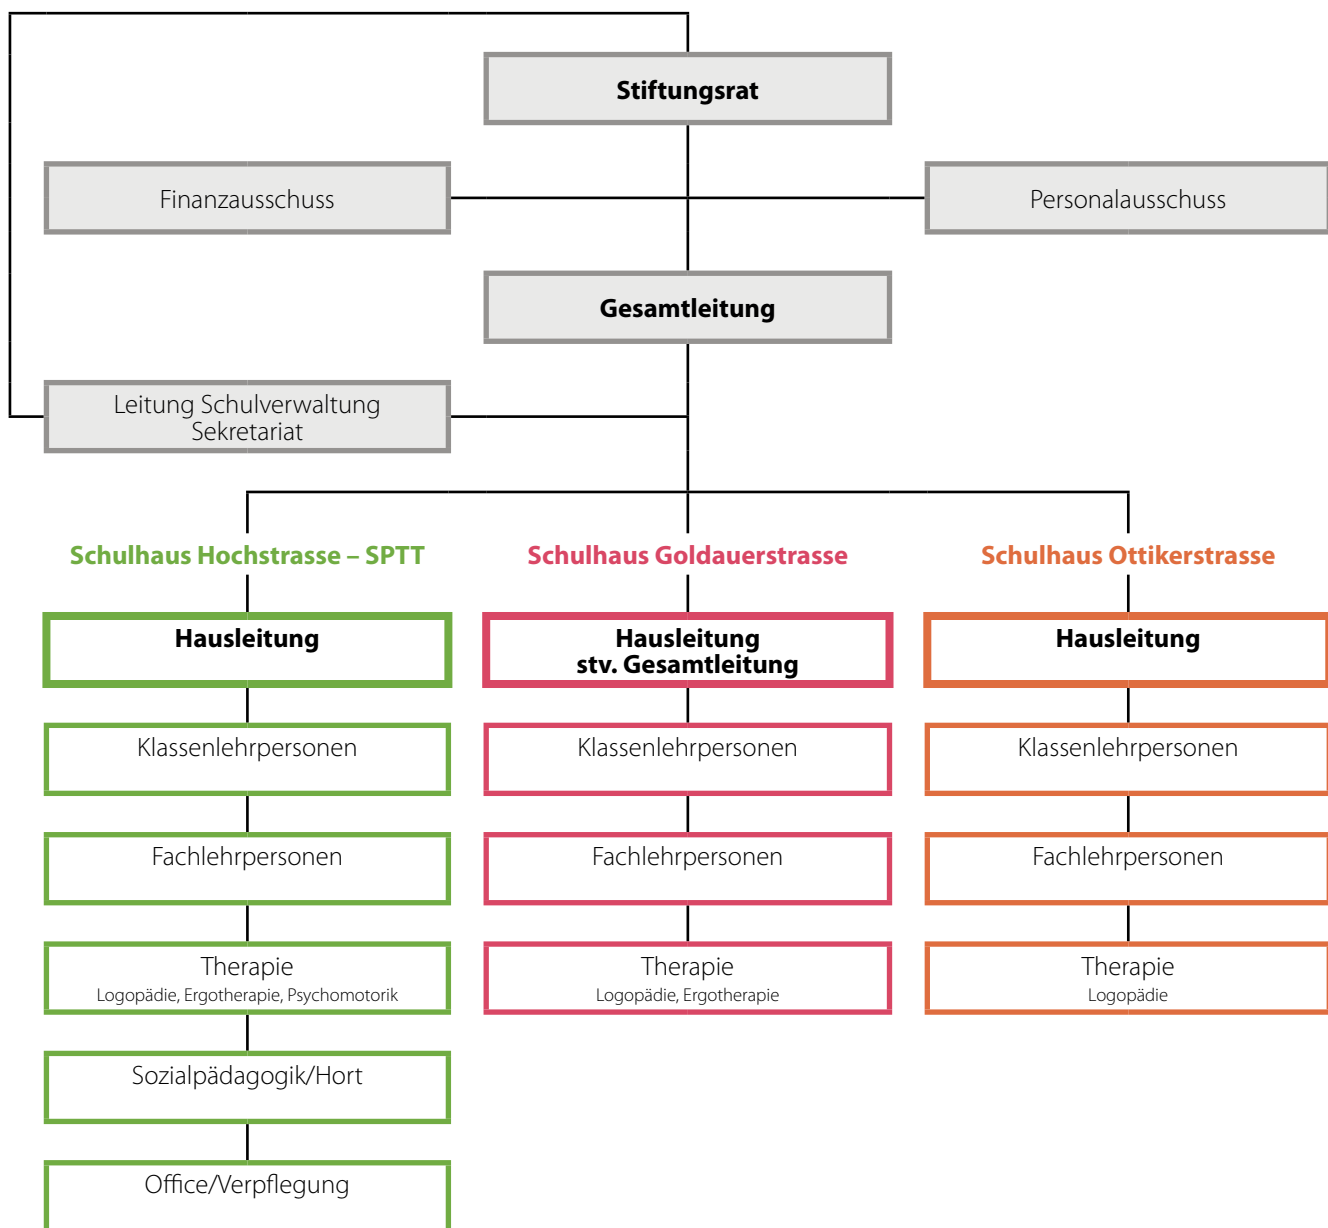 Stiftungsrat
Finanzausschuss
Personalausschuss
Gesamtleitung
Leitung Schulverwaltung
Sekretariat
Schulhaus Hochstrasse – SPTT
Schulhaus Goldauerstrasse
Schulhaus Ottikerstrasse
Hausleitung
Hausleitung
stv. Gesamtleitung
Hausleitung
Klassenlehrpersonen
Klassenlehrpersonen
Klassenlehrpersonen
Fachlehrpersonen
Fachlehrpersonen
Fachlehrpersonen
Therapie
Logopädie, Ergotherapie, Psychomotorik
Therapie
Logopädie, Ergotherapie
Therapie
Logopädie
Sozialpädagogik/Hort
Office/Verpflegung